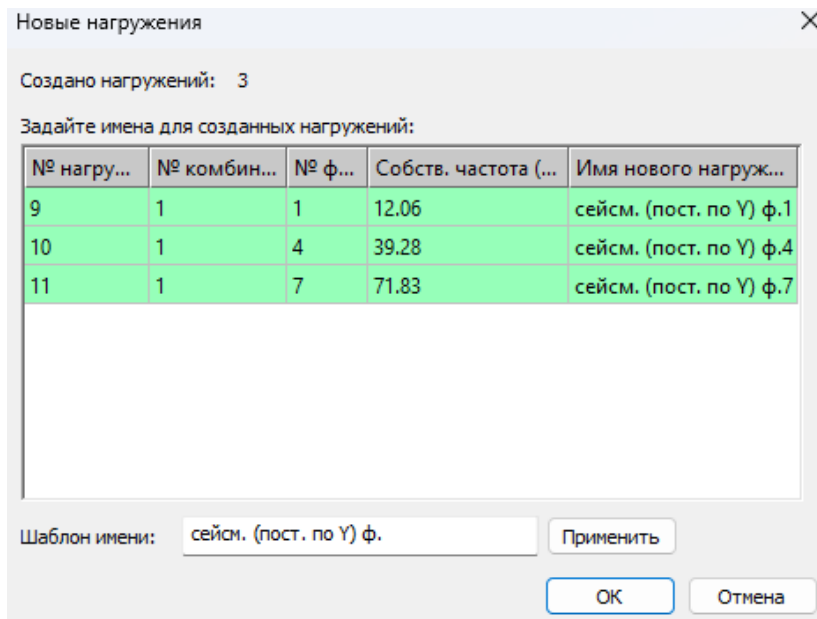 Новые нагружения
Создано нагружений: 3
Задайте имена для созданных нагружений:
№ нагру... № комбин... № ф... Собств. частота (... Имя нового нагруж...
9 1 1 12.06 сейсм. (пост. по Y) ф.1
10 1 4 39.28 сейсм. (пост. по Y) ф.4
11 1 7 71.83 сейсм. (пост. по Y) ф.7
Шаблон имени: сейсм. (пост. по Y) ф. Применить
ОК Отмена